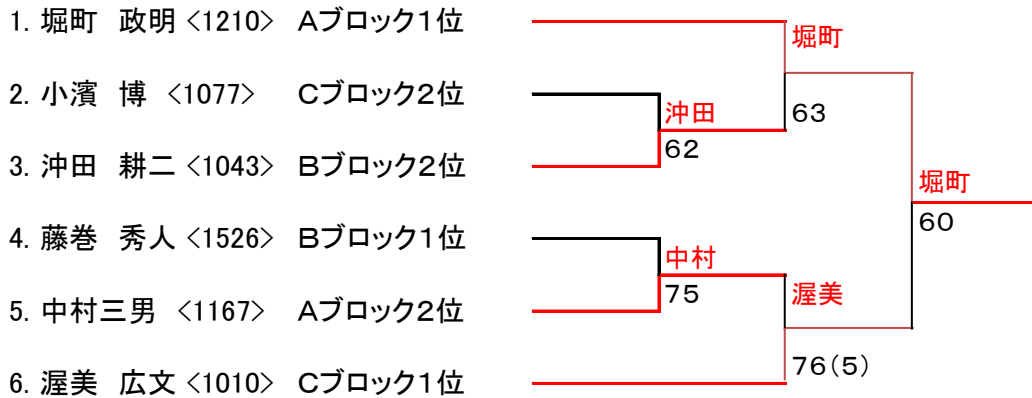 1. 堀町　政明 <1210>　Aブロック1位
堀町
2. 小濱　博　<1077>　Cブロック2位
沖田
63
62
3. 沖田　耕二 <1043>　Bブロック2位
堀町
60
4. 藤巻　秀人 <1526>　Bブロック1位
中村
75
渥美
5. 中村三男　<1167>　Aブロック2位
76(5)
6. 渥美　広文 <1010>　Cブロック1位